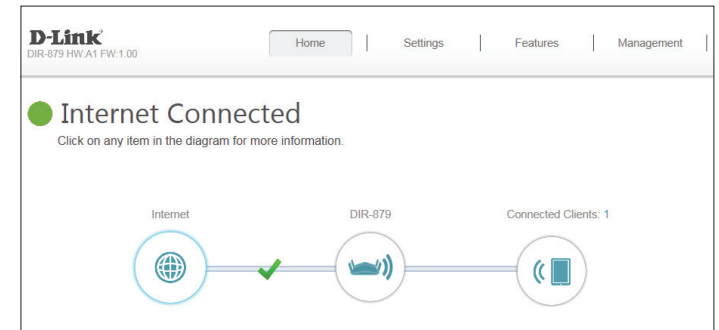 D-Link
DIR-879 HW:A1 FW:1.00
Home | Settings | Features | Management |
Internet Connected
Click on any item in the diagram for more information.
Internet DIR-879 Connected Clients: 1